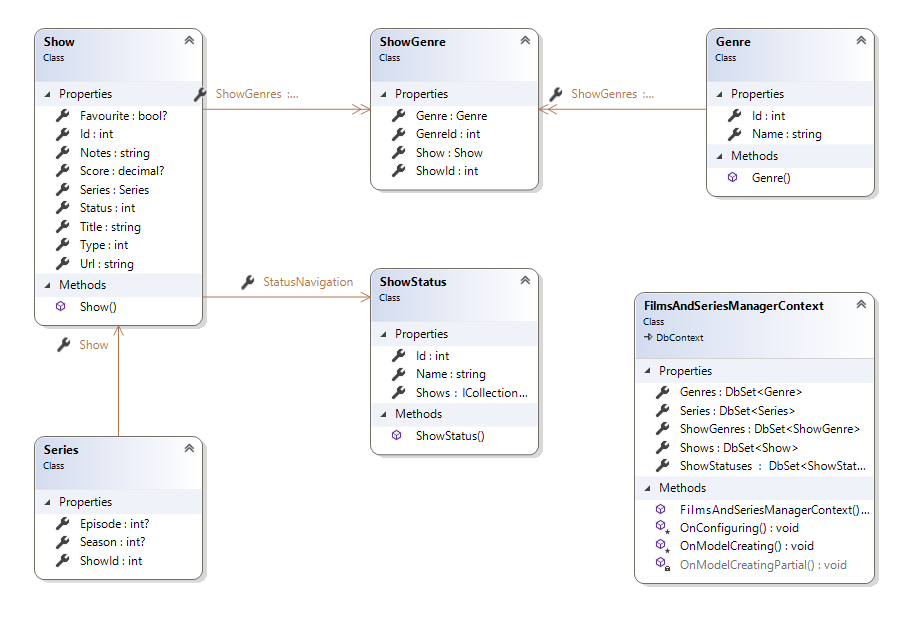 Show
Class
Properties
Favourite : bool?
Id : int
Notes : string
Score : decimal?
Series : Series
Status : int
Title : string
Type : int
Url : string
Methods
Show()
ShowGenres :...
ShowGenre
Class
Properties
Genre : Genre
GenreId : int
Show : Show
ShowId : int
ShowGenres :...
Genre
Class
Properties
Id : int
Name : string
Methods
Genre()
StatusNavigation
ShowStatus
Class
Properties
Id : int
Name : string
Shows : ICollection...
Methods
ShowStatus()
Show
Series
Class
Properties
Episode : int?
Season : int?
ShowId : int
FilmsAndSeriesManagerContext
Class
DbContext
Properties
Genres : DbSet<Genre>
Series : DbSet<Series>
ShowGenres : DbSet<ShowGenre>
Shows : DbSet<Show>
ShowStatuses : DbSet<ShowStat...
Methods
FilmsAndSeriesManagerContext()...
OnConfiguring() : void
OnModelCreating() : void
OnModelCreatingPartial() : void